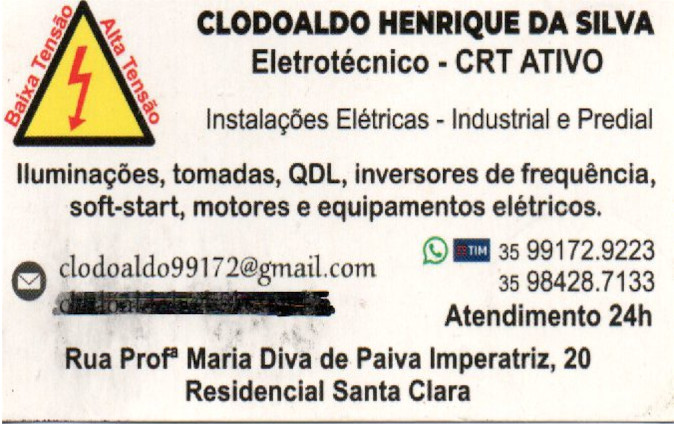 Baixa Tensão
Alta Tensão
CLODOALDO HENRIQUE DA SILVA
Eletrotécnico - CRT ATIVO
Instalações Elétricas - Industrial e Predial
Iluminações, tomadas, QDL, inversores de frequência,
soft-start, motores e equipamentos elétricos.
clodoaldo99172@gmail.com
TIM 35 99172.9223
35 98428.7133
Atendimento 24h
Rua Profª Maria Diva de Paiva Imperatriz, 20
Residencial Santa Clara